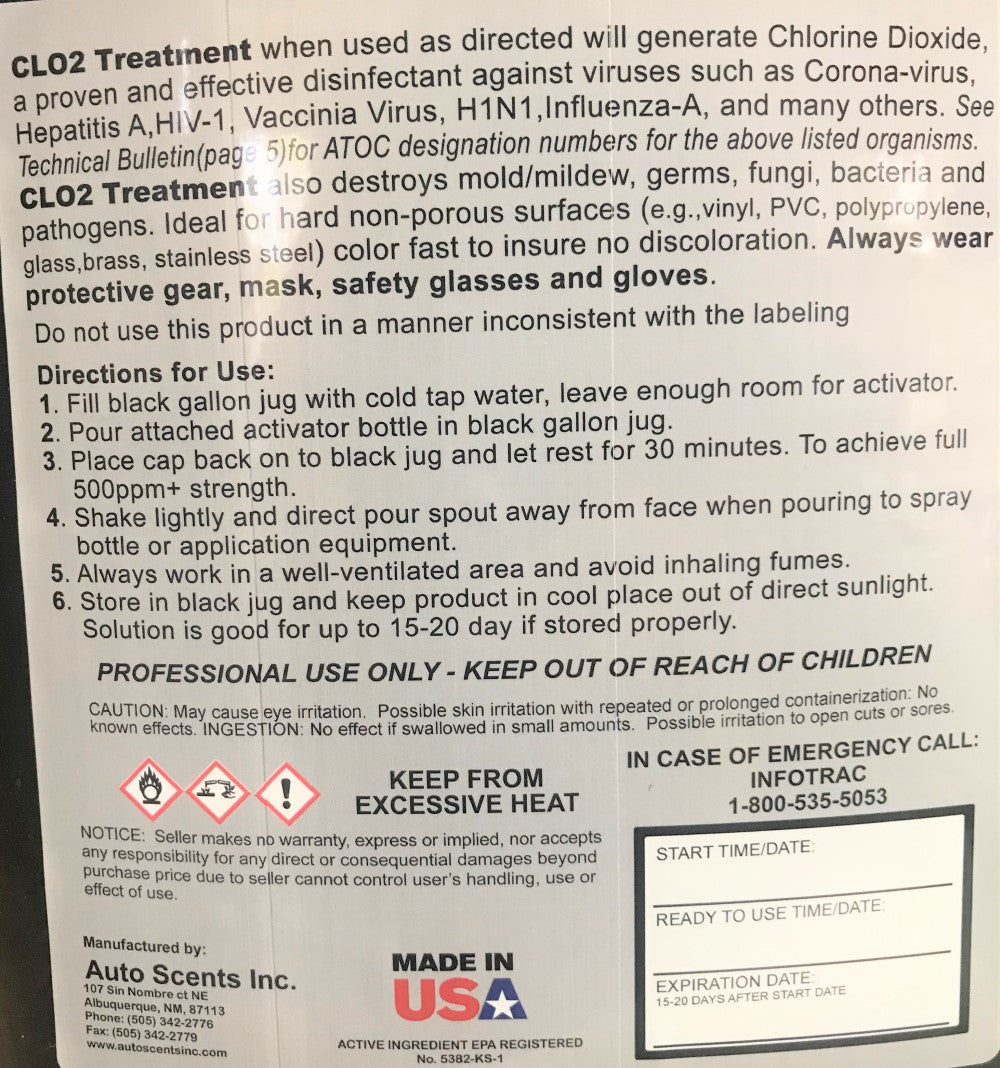 CLO2 Treatment when used as directed will generate Chlorine Dioxide,
a proven and effective disinfectant against viruses such as Corona-virus,
Hepatitis A,HIV-1, Vaccinia Virus, H1N1,Influenza-A, and many others. See
Technical Bulletin(page 5)for ATOC designation numbers for the above listed organisms.
CLO2 Treatment also destroys mold/mildew, germs, fungi, bacteria and
pathogens. Ideal for hard non-porous surfaces (e.g.,vinyl, PVC, polypropylene,
glass,brass, stainless steel) color fast to insure no discoloration. Always wear
protective gear, mask, safety glasses and gloves.
Do not use this product in a manner inconsistent with the labeling
Directions for Use:
1. Fill black gallon jug with cold tap water, leave enough room for activator.
2. Pour attached activator bottle in black gallon jug.
3. Place cap back on to black jug and let rest for 30 minutes. To achieve full
500ppm+ strength.
4. Shake lightly and direct pour spout away from face when pouring to spray
bottle or application equipment.
5. Always work in a well-ventilated area and avoid inhaling fumes.
6. Store in black jug and keep product in cool place out of direct sunlight.
Solution is good for up to 15-20 day if stored properly.
PROFESSIONAL USE ONLY - KEEP OUT OF REACH OF CHILDREN
CAUTION: May cause eye irritation. Possible skin irritation with repeated or prolonged containerization: No
known effects. INGESTION: No effect if swallowed in small amounts. Possible irritation to open cuts or sores.
KEEP FROM
EXCESSIVE HEAT
IN CASE OF EMERGENCY CALL:
INFOTRAC
1-800-535-5053
NOTICE: Seller makes no warranty, express or implied, nor accepts
any responsibility for any direct or consequential damages beyond
purchase price due to seller cannot control user's handling, use or
effect of use.
START TIME/DATE:
READY TO USE TIME/DATE:
EXPIRATION DATE:
15-20 DAYS AFTER START DATE
Manufactured by:
Auto Scents Inc.
107 Sin Nombre ct NE
Albuquerque, NM, 87113
Phone: (505) 342-2776
Fax: (505) 342-2779
www.autoscentsinc.com
MADE IN
USA
ACTIVE INGREDIENT EPA REGISTERED
No. 5382-KS-1